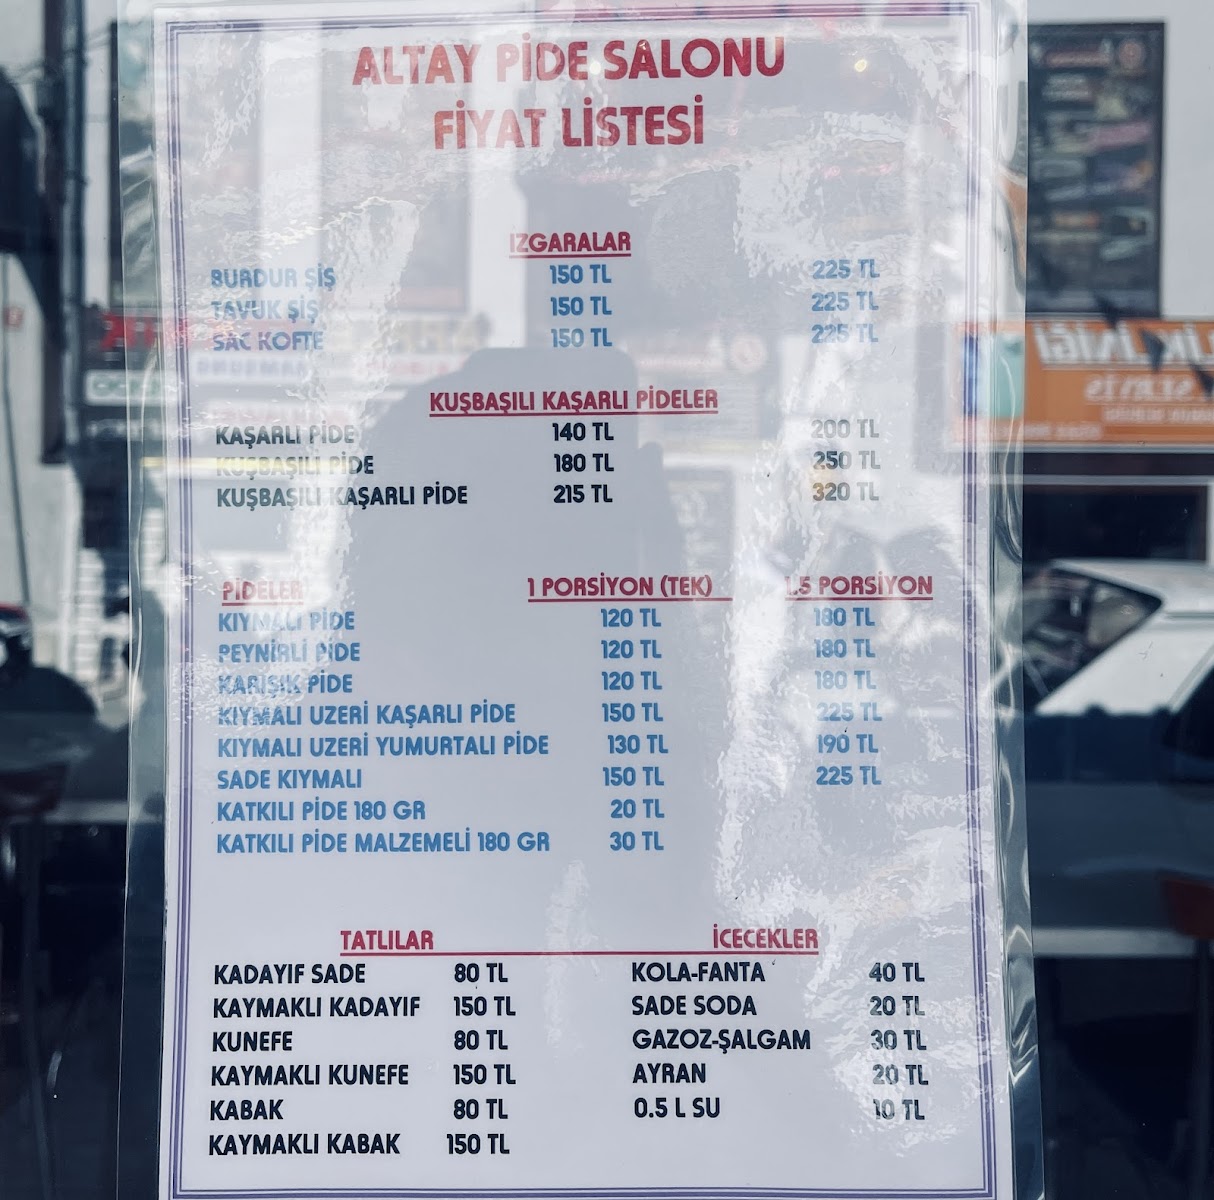 ALTAY PİDE SALONU
FİYAT LİSTESİ
IZGARALAR
BURDUR ŞİŞ 150 TL 225 TL
TAVUK ŞİŞ 150 TL 225 TL
SAC KOFTE 150 TL 225 TL
KUŞBAŞILI KAŞARLI PİDELER
KAŞARLI PİDE 140 TL 200 TL
KUŞBAŞILI PİDE 180 TL 250 TL
KUŞBAŞILI KAŞARLI PİDE 215 TL 320 TL
PİDELER 1 PORSİYON (TEK) 1.5 PORSİYON
KIYMALI PİDE 120 TL 180 TL
PEYNİRLİ PİDE 120 TL 180 TL
KARIŞIK PİDE 120 TL 180 TL
KIYMALI UZERİ KAŞARLI PİDE 150 TL 225 TL
KIYMALI UZERİ YUMURTALI PİDE 130 TL 190 TL
SADE KIYMALI 150 TL 225 TL
KATKILI PİDE 180 GR 20 TL
KATKILI PİDE MALZEMELİ 180 GR 30 TL
TATLILAR İCECEKLER
KADAYIF SADE 80 TL KOLA-FANTA 40 TL
KAYMAKLI KADAYIF 150 TL SADE SODA 20 TL
KUNEFE 80 TL GAZOZ-ŞALGAM 30 TL
KAYMAKLI KUNEFE 150 TL AYRAN 20 TL
KABAK 80 TL 0.5 L SU 10 TL
KAYMAKLI KABAK 150 TL